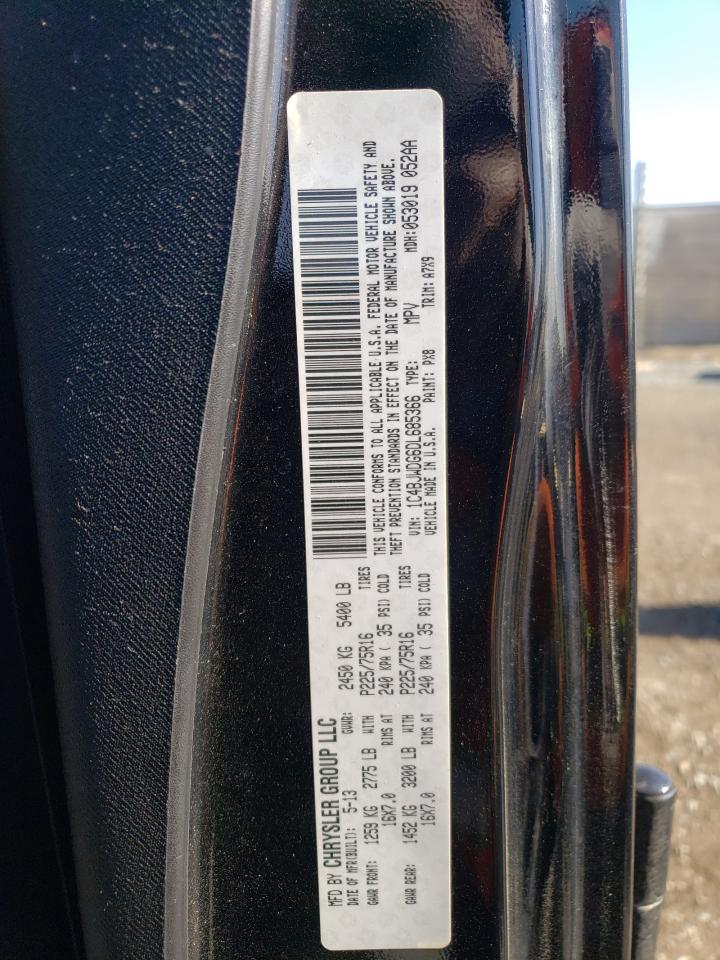 MFD BY CHRYSLER GROUP LLC
DATE OF MFR(BUILT): 5-13 GVWR: 2450 KG 5400 LB
GAWR FRONT: 1259 KG 2775 LB WITH P225/75R16 TIRES
16X7.0 RIMS AT 240 KPA ( 35 PSI) COLD
GAWR REAR: 1452 KG 3200 LB WITH P225/75R16 TIRES
16X7.0 RIMS AT 240 KPA ( 35 PSI) COLD
THIS VEHICLE CONFORMS TO ALL APPLICABLE U.S.A. FEDERAL MOTOR VEHICLE SAFETY AND
THEFT PREVENTION STANDARDS IN EFFECT ON THE DATE OF MANUFACTURE SHOWN ABOVE.
VIN: 1C4BJWDG6DL685366 TYPE: MPV MDH:053019 052AA
VEHICLE MADE IN U.S.A. PAINT: PX8 TRIM: A7X9